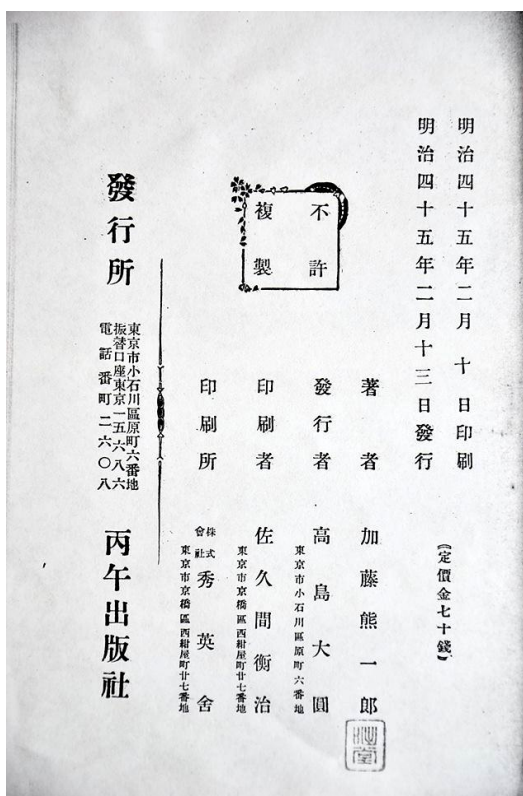 明治四十五年二月十日印刷
明治四十五年二月十三日發行
(定價金七十錢)
不許
複製
著者 加藤熊一郎
發行者 高島大圓
東京市小石川區原町六番地
印刷者 佐久間衡治
東京市京橋區西紺屋町廿七番地
印刷所 株式會社 秀英舍
東京市京橋區西紺屋町廿七番地
發行所 丙午出版社
東京市小石川區原町六番地
振替口座東京一五六八六
電話番町二六〇八